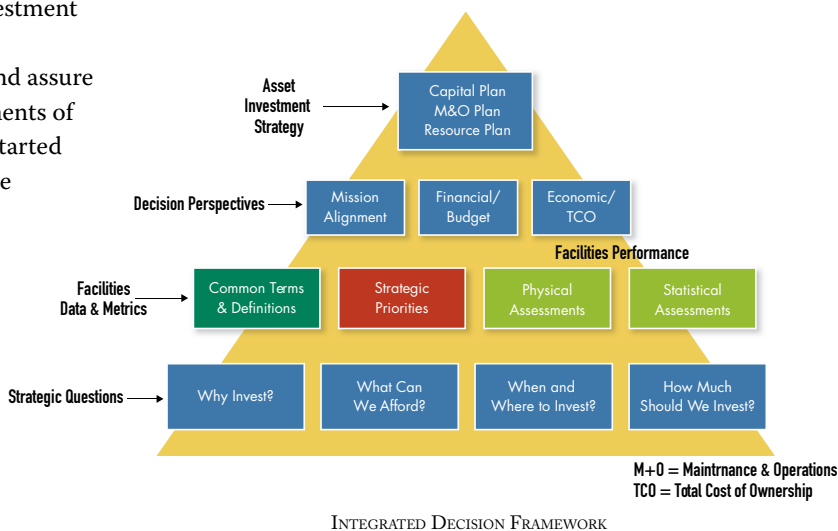 estment
nd assure
nents of
tarted
e
Asset
Investment
Strategy
Capital Plan
M&O Plan
Resource Plan
Decision Perspectives
Mission
Alignment
Financial/
Budget
Economic/
TCO
Facilities Performance
Facilities
Data & Metrics
Common Terms
& Definitions
Strategic
Priorities
Physical
Assessments
Statistical
Assessments
Strategic Questions
Why Invest?
What Can
We Afford?
When and
Where to Invest?
How Much
Should We Invest?
M+O = Maintrnance & Operations
TCO = Total Cost of Ownership
INTEGRATED DECISION FRAMEWORK